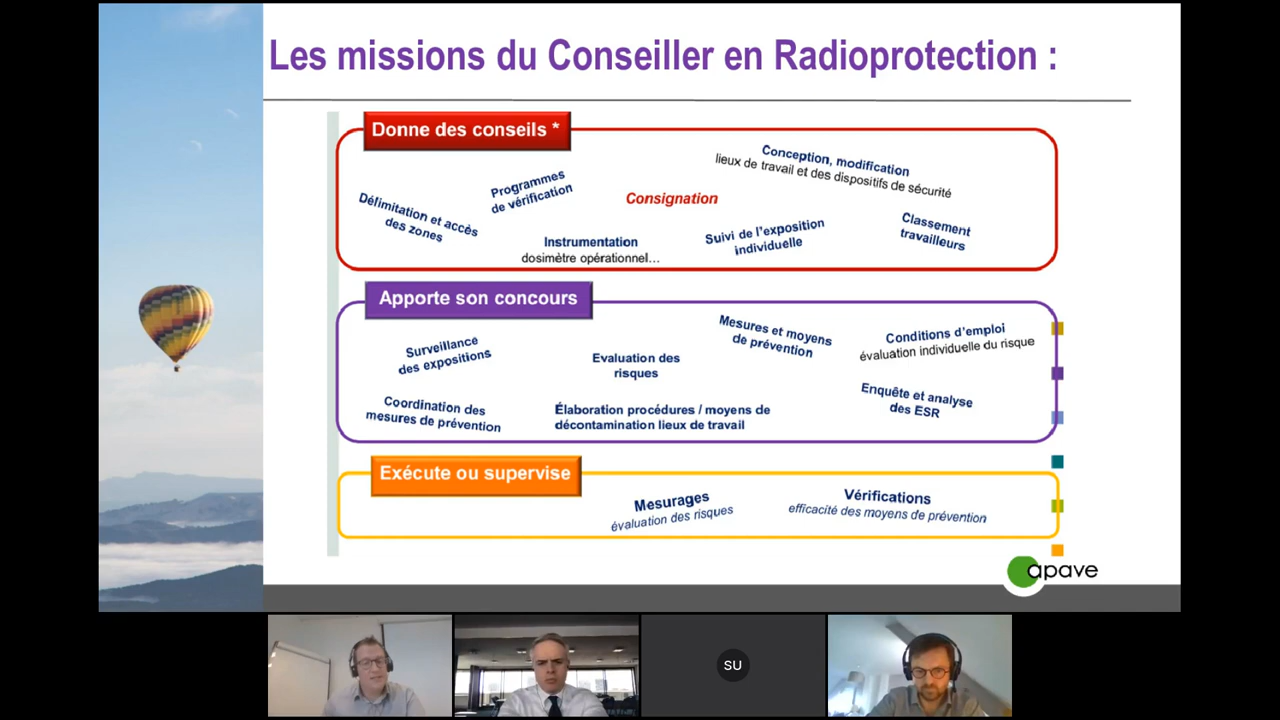 Les missions du Conseiller en Radioprotection :
Donne des conseils *
Conception, modification
lieux de travail et des dispositifs de sécurité
Programmes
de vérification
Consignation
Délimitation et accès
des zones
Instrumentation
dosimètre opérationnel...
Suivi de l'exposition
individuelle
Classement
travailleurs
Apporte son concours
Surveillance
des expositions
Evaluation des
risques
Mesures et moyens
de prévention
Conditions d'emploi
évaluation individuelle du risque
Coordination des
mesures de prévention
Élaboration procédures / moyens de
décontamination lieux de travail
Enquête et analyse
des ESR
Exécute ou supervise
Mesurages
évaluation des risques
Vérifications
efficacité des moyens de prévention
apave
SU